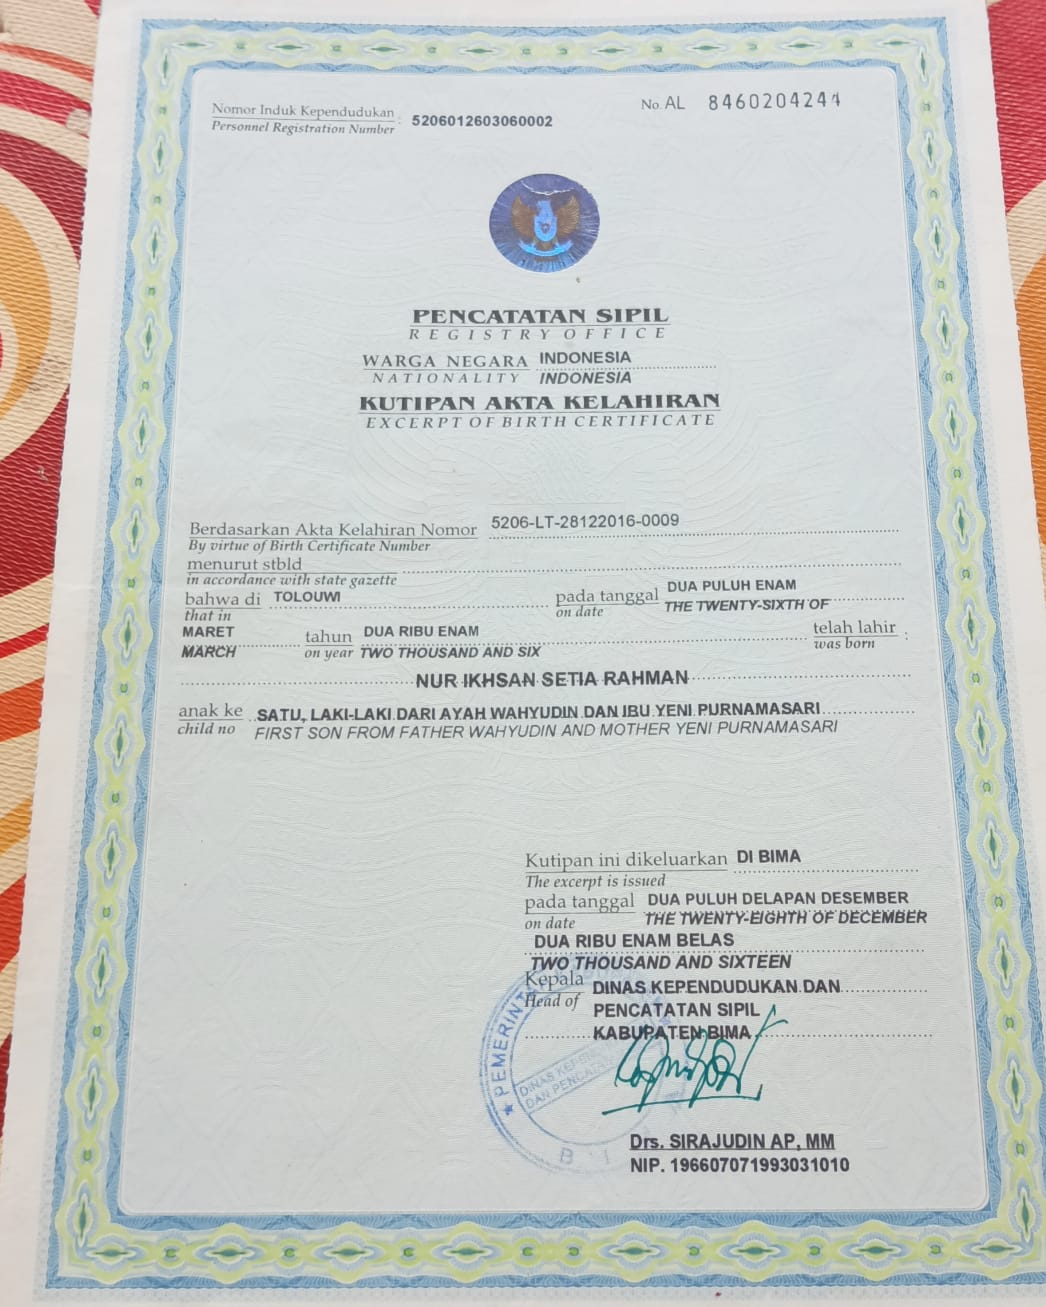 Nomor Induk Kependudukan : 5206012603060002
Personnel Registration Number
No. AL 8460204244
PENCATATAN SIPIL
REGISTRY OFFICE
WARGA NEGARA INDONESIA
NATIONALITY INDONESIA
KUTIPAN AKTA KELAHIRAN
EXCERPT OF BIRTH CERTIFICATE
Berdasarkan Akta Kelahiran Nomor 5206-LT-28122016-0009
By virtue of Birth Certificate Number
menurut stbld
in accordance with state gazette
bahwa di TOLOUWI pada tanggal DUA PULUH ENAM
that in on date THE TWENTY-SIXTH OF
MARET tahun DUA RIBU ENAM telah lahir :
MARCH on year TWO THOUSAND AND SIX was born
NUR IKHSAN SETIA RAHMAN
anak ke SATU, LAKI-LAKI DARI AYAH WAHYUDIN DAN IBU YENI PURNAMASARI
child no FIRST SON FROM FATHER WAHYUDIN AND MOTHER YENI PURNAMASARI
Kutipan ini dikeluarkan DI BIMA
The excerpt is issued
pada tanggal DUA PULUH DELAPAN DESEMBER
on date THE TWENTY-EIGHTH OF DECEMBER
DUA RIBU ENAM BELAS
TWO THOUSAND AND SIXTEEN
Kepala DINAS KEPENDUDUKAN DAN
Head of
PENCATATAN SIPIL
KABUPATEN BIMA
DINAS
DAN
Drs. SIRAJUDIN AP, MM
NIP. 196607071993031010